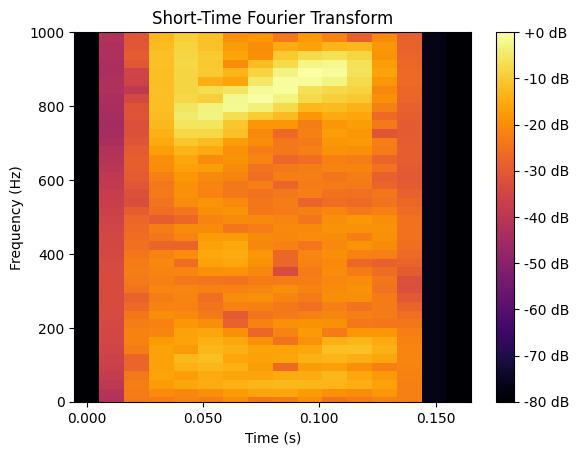 Short-Time Fourier Transform
1000
800
600
400
200
0
Frequency (Hz)
0.000
0.050
0.100
0.150
Time (s)
+0 dB
-10 dB
-20 dB
-30 dB
-40 dB
-50 dB
-60 dB
-70 dB
-80 dB